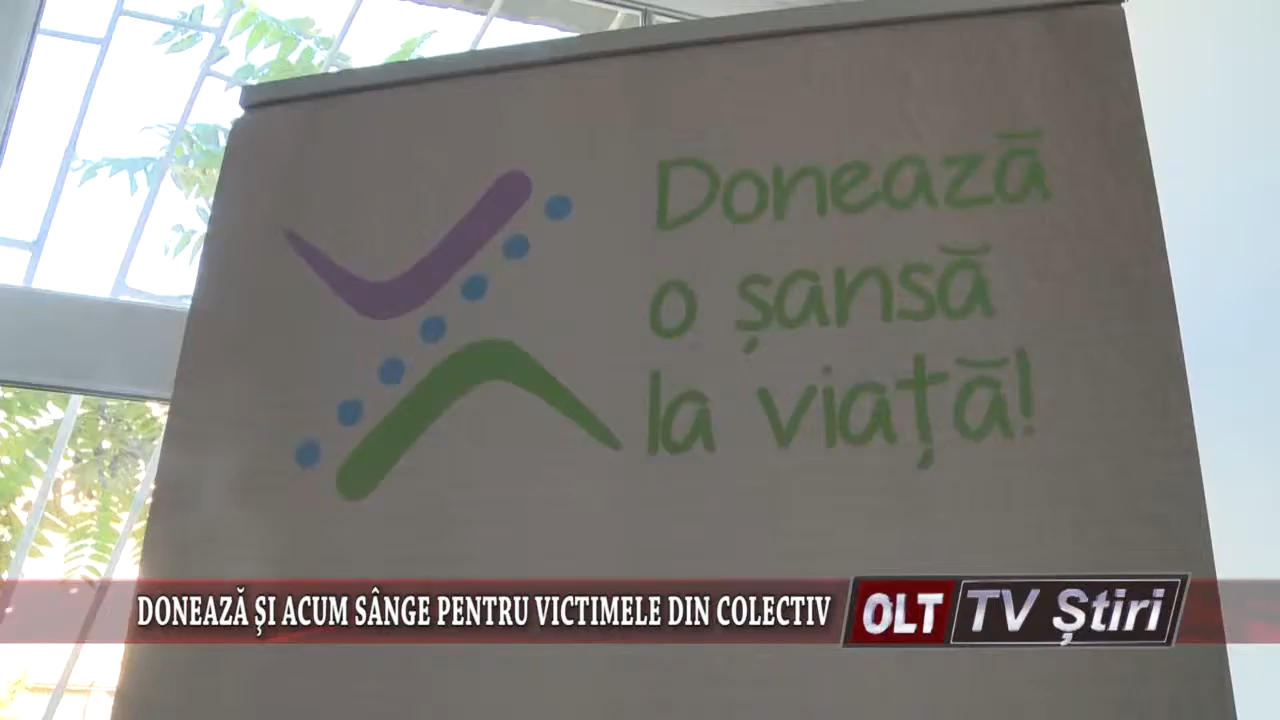 Donează
o șansă
la viață!
DONEAZĂ ŞI ACUM SÂNGE PENTRU VICTIMELE DIN COLECTIV
OLT TV Știri